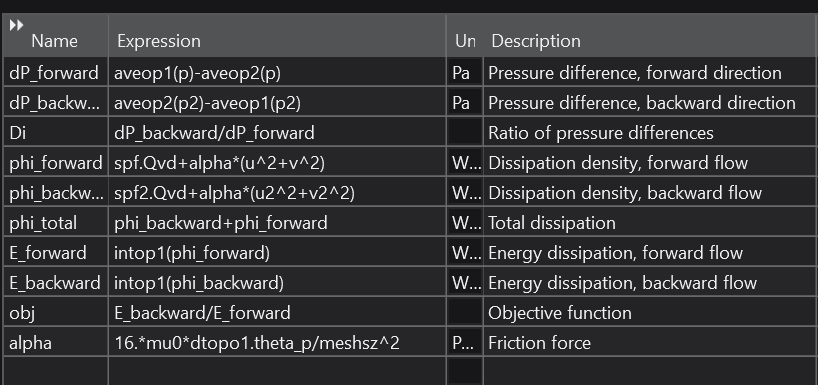 Name Expression Un Description
dP_forward aveop1(p)-aveop2(p) Pa Pressure difference, forward direction
dP_backw... aveop2(p2)-aveop1(p2) Pa Pressure difference, backward direction
Di dP_backward/dP_forward Ratio of pressure differences
phi_forward spf.Qvd+alpha*(u^2+v^2) W... Dissipation density, forward flow
phi_backw... spf2.Qvd+alpha*(u2^2+v2^2) W... Dissipation density, backward flow
phi_total phi_backward+phi_forward W... Total dissipation
E_forward intop1(phi_forward) W... Energy dissipation, forward flow
E_backward intop1(phi_backward) W... Energy dissipation, backward flow
obj E_backward/E_forward Objective function
alpha 16.*mu0*dtopo1.theta_p/meshsz^2 P... Friction force